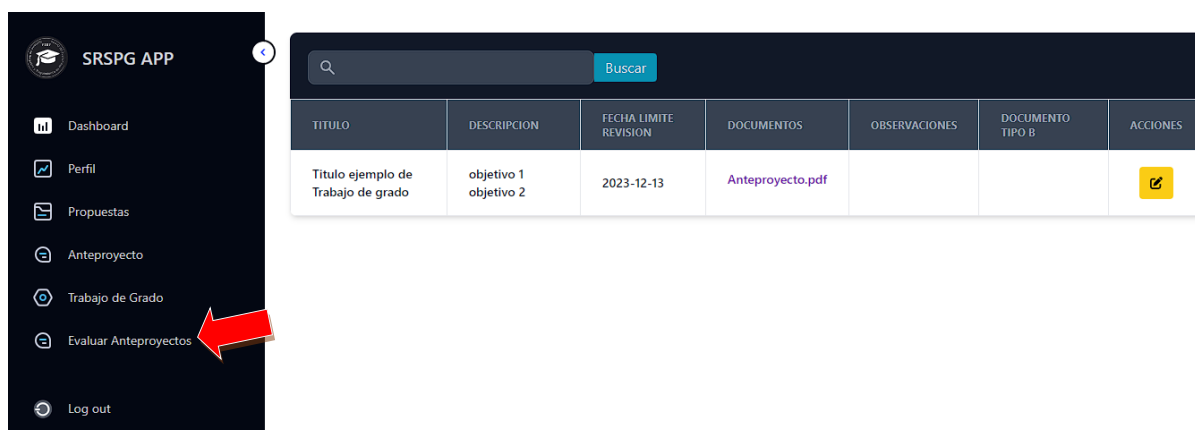 SRSPG APP
Dashboard
Perfil
Propuestas
Anteproyecto
Trabajo de Grado
Evaluar Anteproyectos
Log out
Buscar
TITULO
DESCRIPCION
FECHA LIMITE
REVISION
DOCUMENTOS
OBSERVACIONES
DOCUMENTO
TIPO B
ACCIONES
Titulo ejemplo de
Trabajo de grado
objetivo 1
objetivo 2
2023-12-13
Anteproyecto.pdf